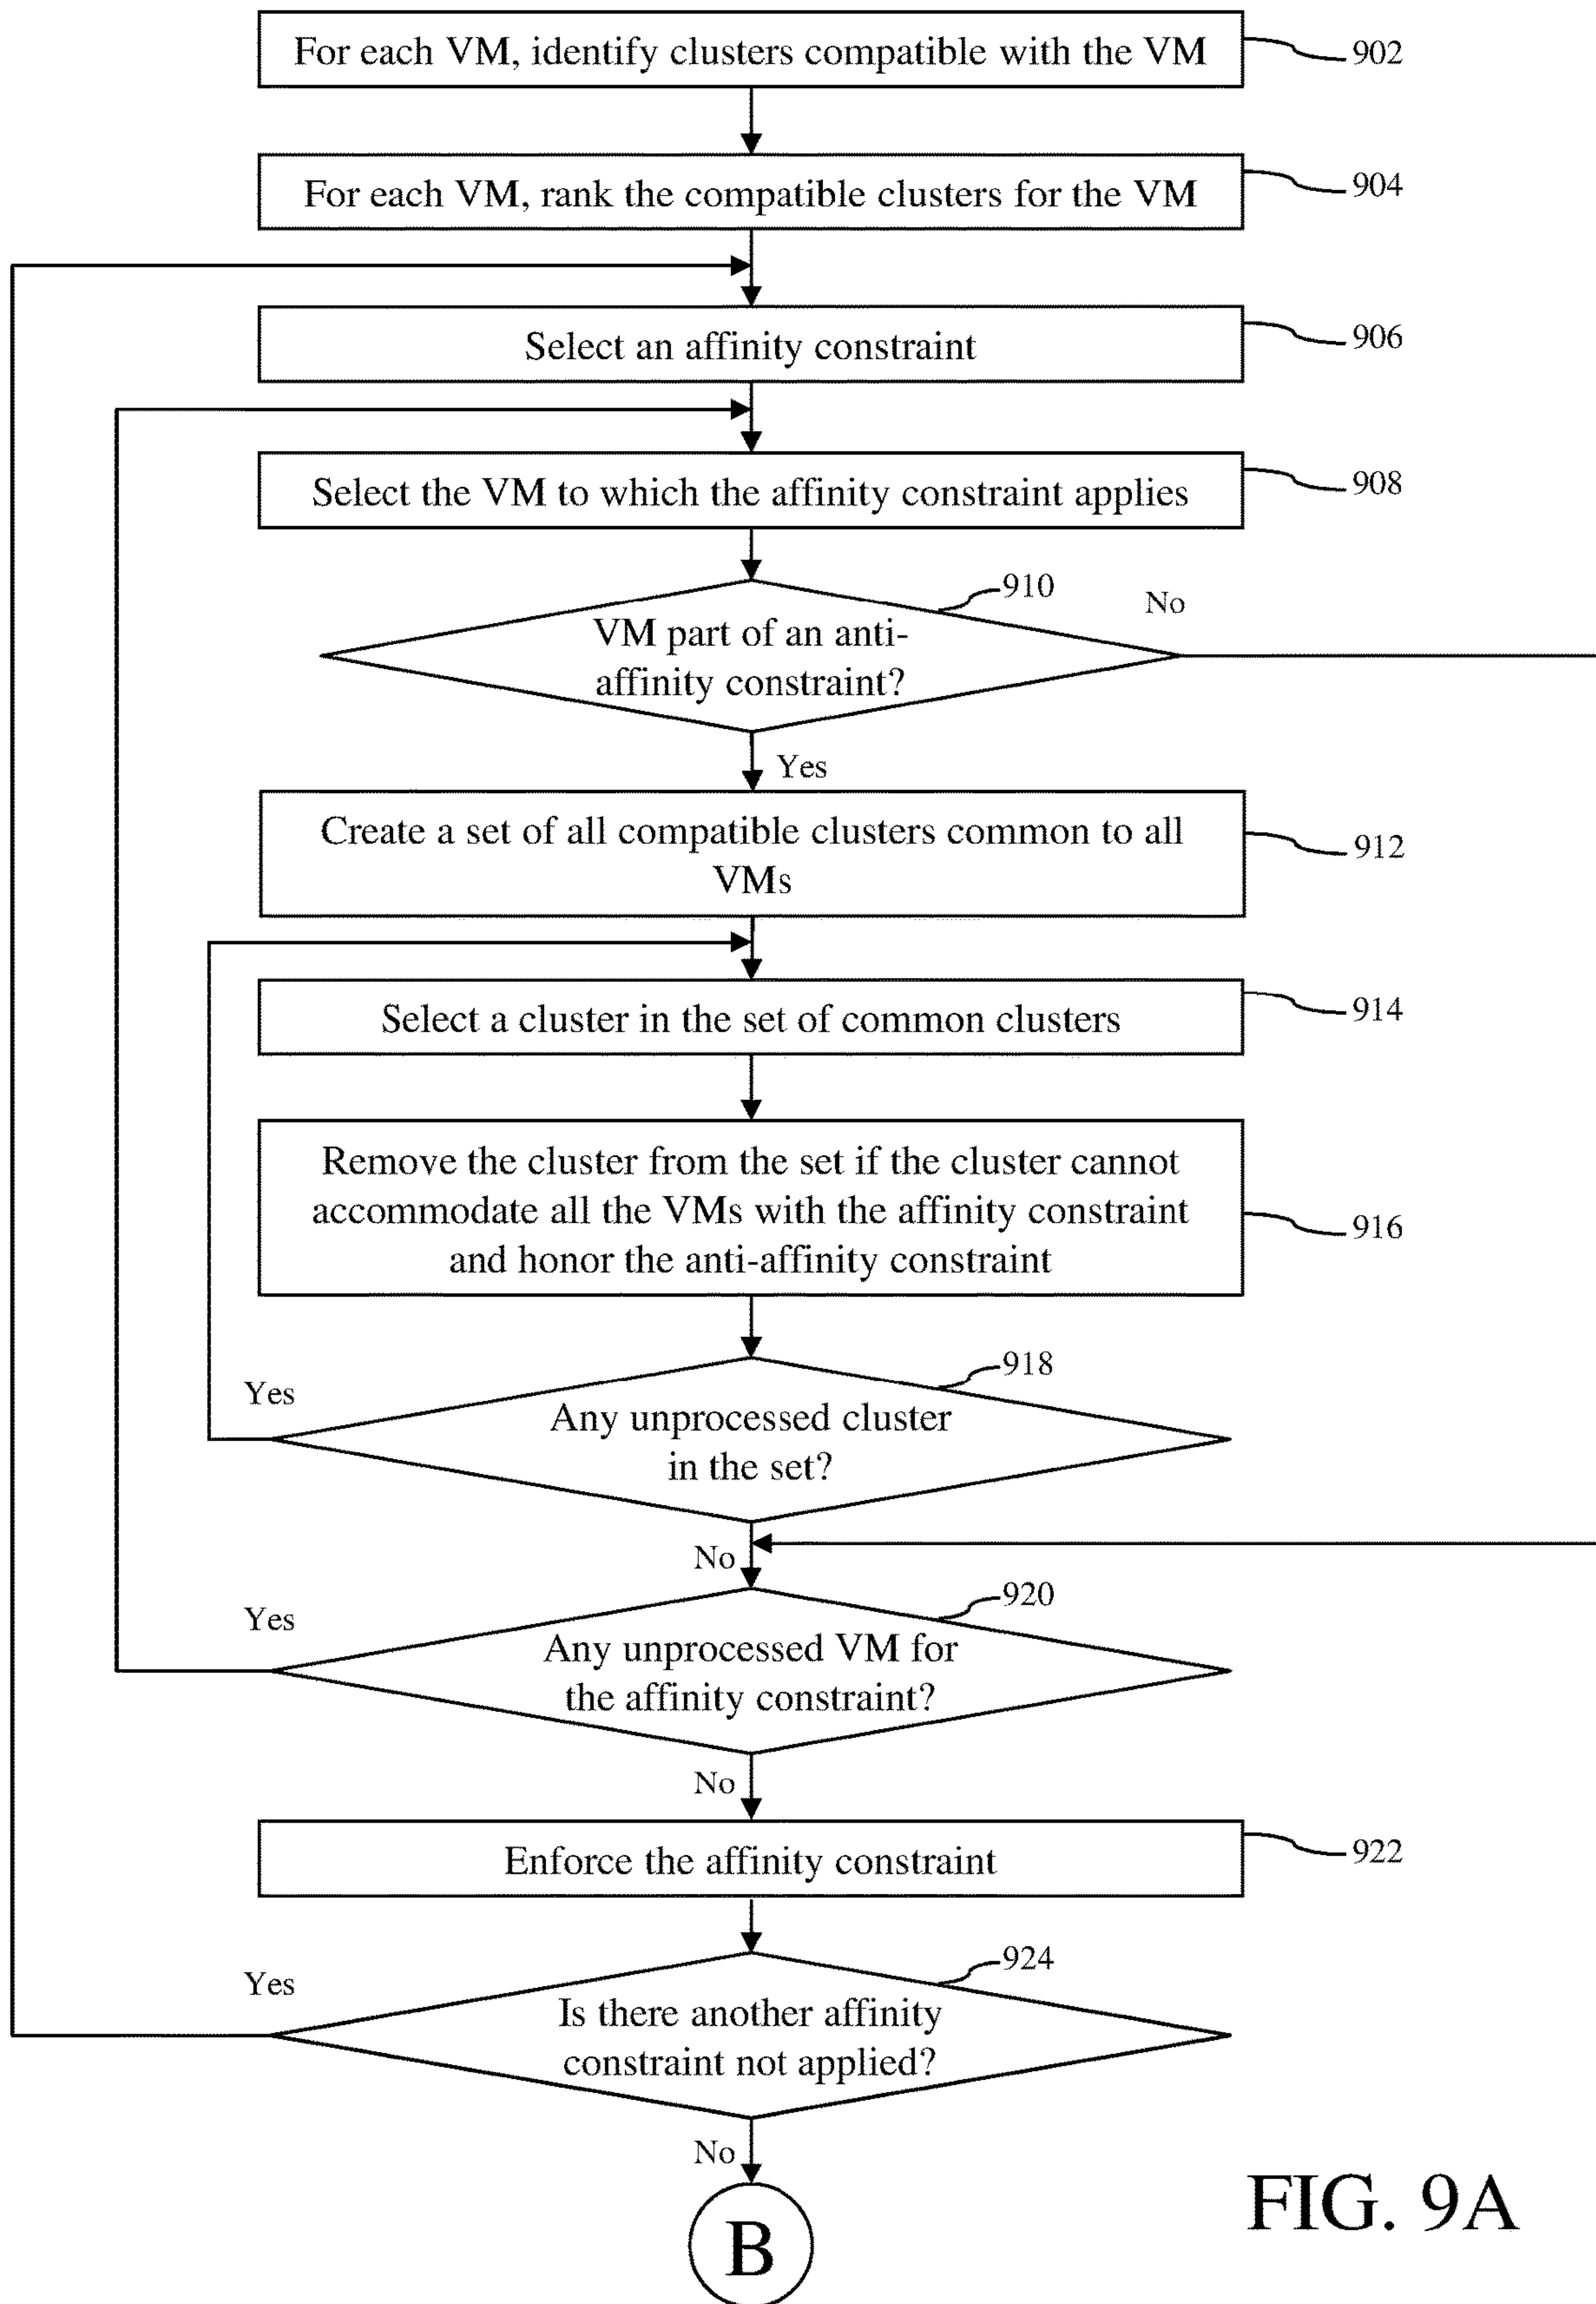 For each VM, identify clusters compatible with the VM
902
For each VM, rank the compatible clusters for the VM
904
Select an affinity constraint
906
Select the VM to which the affinity constraint applies
908
910
No
VM part of an anti-
affinity constraint?
Yes
Create a set of all compatible clusters common to all
VMs
912
Select a cluster in the set of common clusters
914
Remove the cluster from the set if the cluster cannot
accommodate all the VMs with the affinity constraint
and honor the anti-affinity constraint
916
918
Yes
Any unprocessed cluster
in the set?
No
920
Yes
Any unprocessed VM for
the affinity constraint?
No
Enforce the affinity constraint
922
924
Yes
Is there another affinity
constraint not applied?
No
B
FIG. 9A